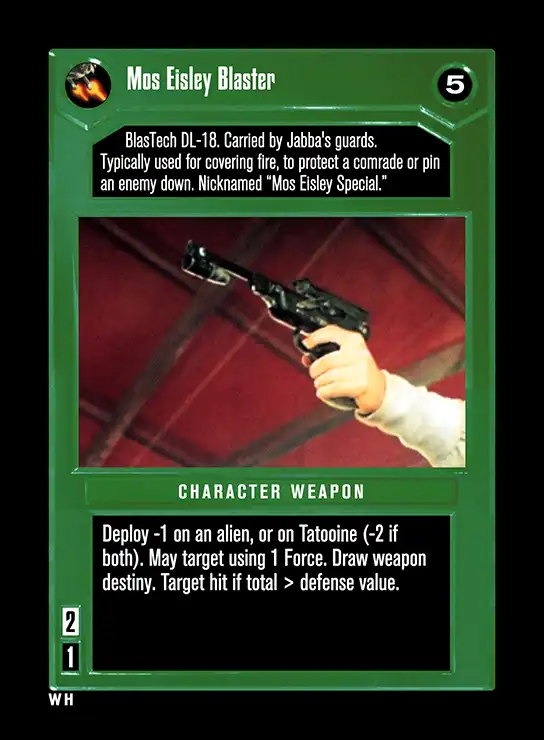 Mos Eisley Blaster
5
BlasTech DL-18. Carried by Jabba's guards.
Typically used for covering fire, to protect a comrade or pin
an enemy down. Nicknamed “Mos Eisley Special.”
CHARACTER WEAPON
Deploy -1 on an alien, or on Tatooine (-2 if
both). May target using 1 Force. Draw weapon
destiny. Target hit if total > defense value.
2
1
WH